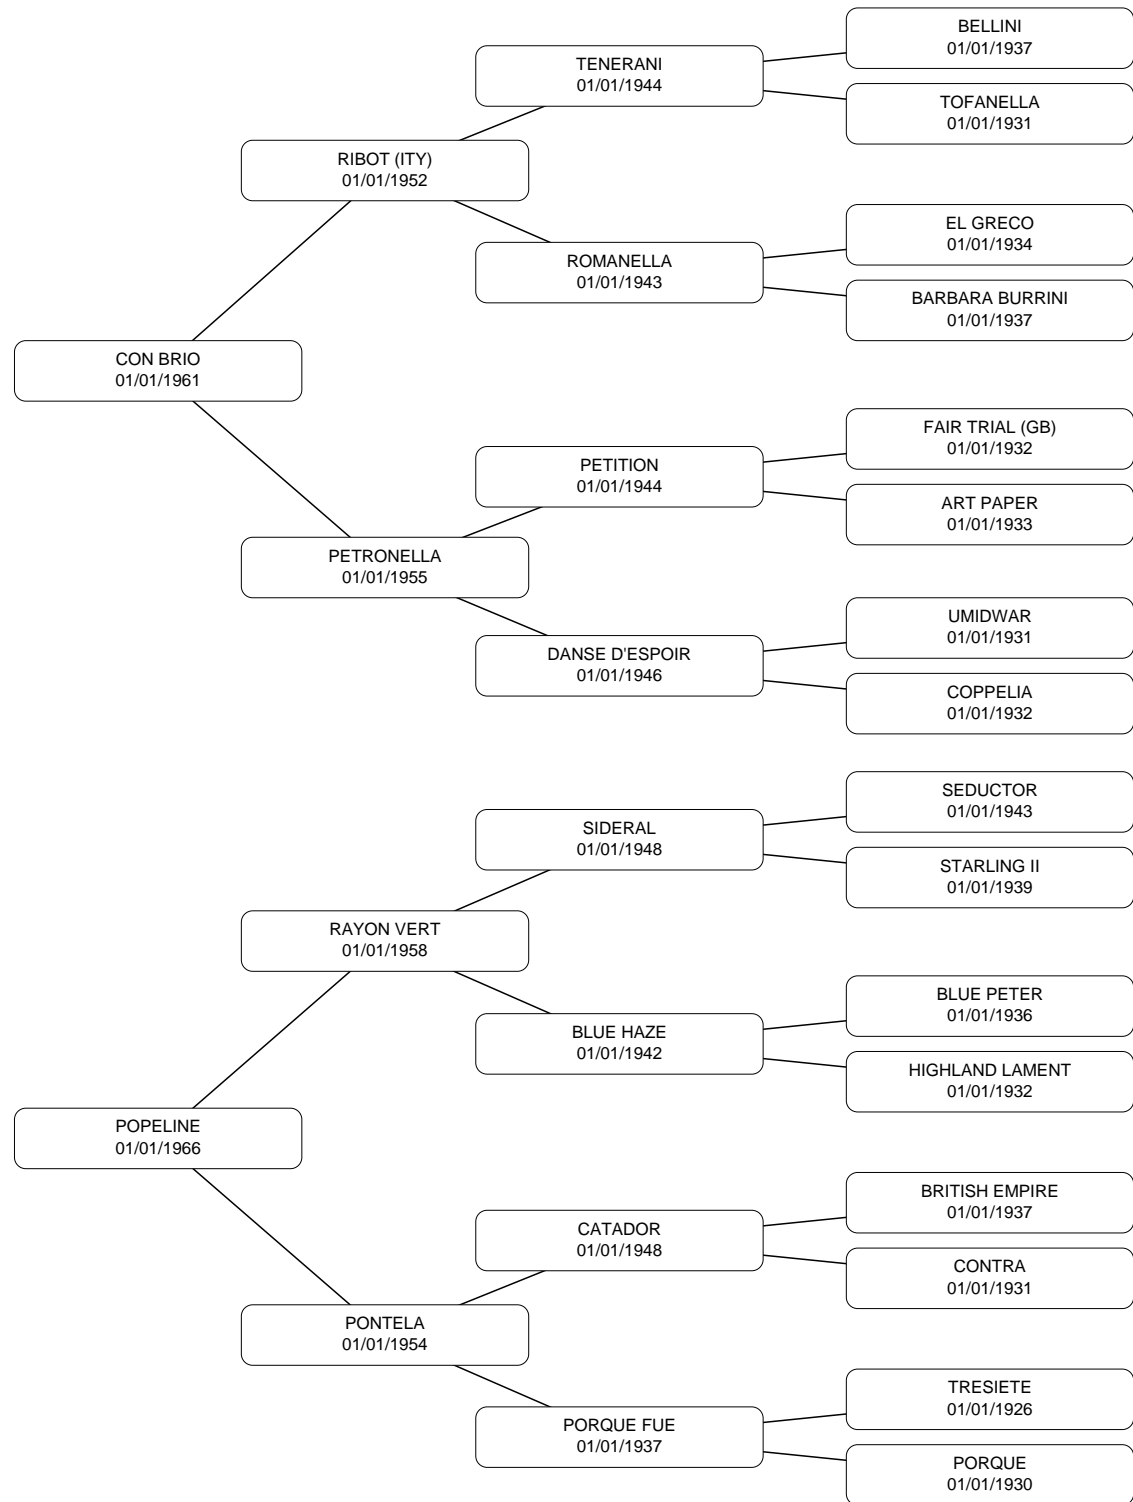 BELLINI
01/01/1937
TENERANI
01/01/1944
TOFANELLA
01/01/1931
RIBOT (ITY)
01/01/1952
EL GRECO
01/01/1934
ROMANELLA
01/01/1943
BARBARA BURRINI
01/01/1937
CON BRIO
01/01/1961
FAIR TRIAL (GB)
01/01/1932
PETITION
01/01/1944
ART PAPER
01/01/1933
PETRONELLA
01/01/1955
UMIDWAR
01/01/1931
DANSE D'ESPOIR
01/01/1946
COPPELIA
01/01/1932
SEDUCTOR
01/01/1943
SIDERAL
01/01/1948
STARLING II
01/01/1939
RAYON VERT
01/01/1958
BLUE PETER
01/01/1936
BLUE HAZE
01/01/1942
HIGHLAND LAMENT
01/01/1932
POPELINE
01/01/1966
BRITISH EMPIRE
01/01/1937
CATADOR
01/01/1948
CONTRA
01/01/1931
PONTELA
01/01/1954
TRESIETE
01/01/1926
PORQUE FUE
01/01/1937
PORQUE
01/01/1930